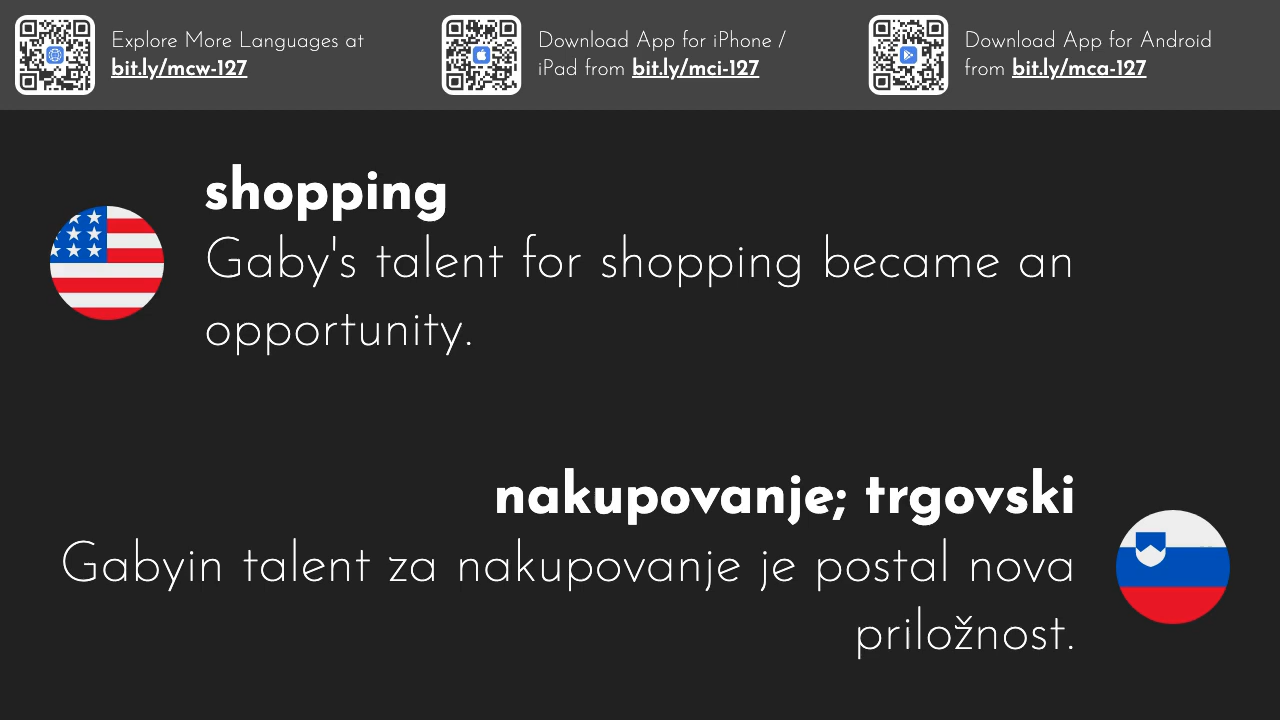 Explore More Languages at
bit.ly/mcw-127
Download App for iPhone /
iPad from bit.ly/mci-127
Download App for Android
from bit.ly/mca-127
shopping
Gaby's talent for shopping became an
opportunity.
nakupovanje; trgovski
Gabyin talent za nakupovanje je postal nova
priložnost.